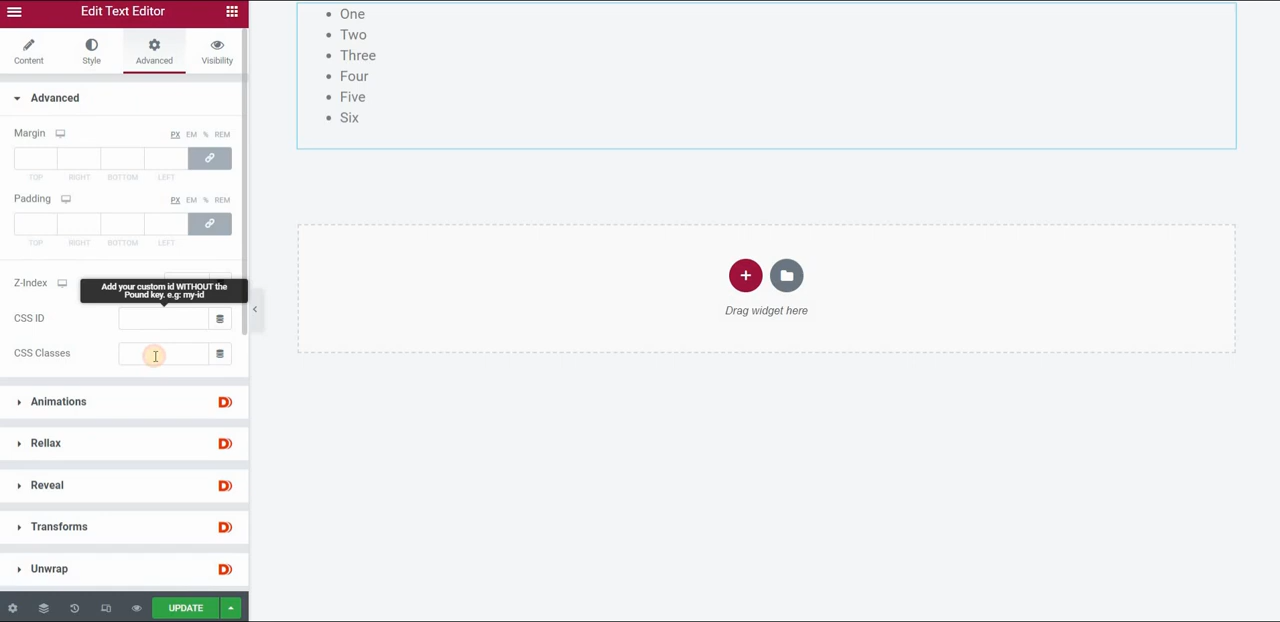 Edit Text Editor
Content Style Advanced Visibility
Advanced
Margin PX EM % REM
TOP RIGHT BOTTOM LEFT
Padding PX EM % REM
TOP RIGHT BOTTOM LEFT
Z-Index
Add your custom id WITHOUT the
Pound key. e.g: my-id
CSS ID
CSS Classes
Animations
Rellax
Reveal
Transforms
Unwrap
UPDATE
One
Two
Three
Four
Five
Six
Drag widget here